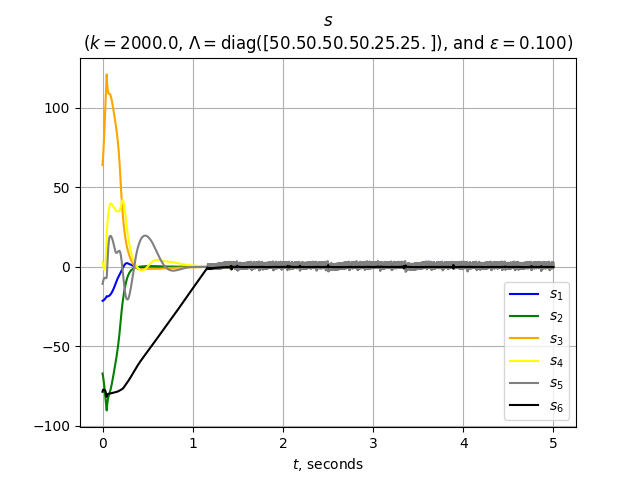 s
(k = 2000.0, Λ = diag([50.50.50.50.25.25. ]), and ε = 0.100)
100
50
0
−50
−100
0 1 2 3 4 5
t, seconds
s₁
s₂
s₃
s₄
s₅
s₆